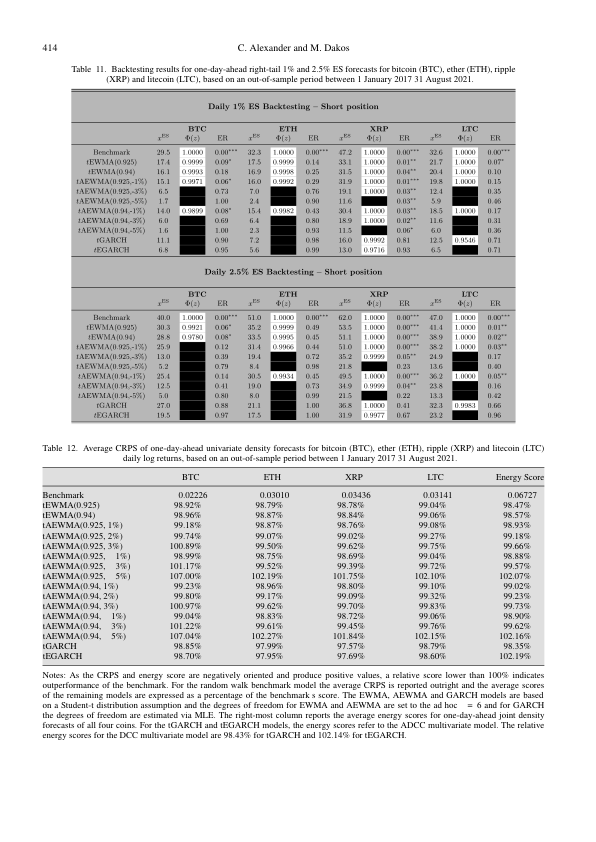 414
C. Alexander and M. Dakos
Table 11. Backtesting results for one-day-ahead right-tail 1% and 2.5% ES forecasts for bitcoin (BTC), ether (ETH), ripple
(XRP) and litecoin (LTC), based on an out-of-sample period between 1 January 2017 31 August 2021.
Daily 1% ES Backtesting – Short position
BTC ETH XRP LTC
x^ES Φ(z) ER x^ES Φ(z) ER x^ES Φ(z) ER x^ES Φ(z) ER
Benchmark 29.5 1.0000 0.00*** 32.3 1.0000 0.00*** 47.2 1.0000 0.00*** 32.6 1.0000 0.00***
tEWMA(0.925) 17.4 0.9999 0.09* 17.5 0.9999 0.14 33.1 1.0000 0.01** 21.7 1.0000 0.07*
tEWMA(0.94) 16.1 0.9993 0.18 16.9 0.9998 0.25 31.5 1.0000 0.04** 20.4 1.0000 0.10
tAEWMA(0.925,-1%) 15.1 0.9971 0.06* 16.0 0.9992 0.29 31.9 1.0000 0.01*** 19.8 1.0000 0.15
tAEWMA(0.925,-3%) 6.5 0.73 7.0 0.76 19.1 1.0000 0.03** 12.4 0.35
tAEWMA(0.925,-5%) 1.7 1.00 2.4 0.90 11.6 0.03** 5.9 0.46
tAEWMA(0.94,-1%) 14.0 0.9899 0.08* 15.4 0.9982 0.43 30.4 1.0000 0.03** 18.5 1.0000 0.17
tAEWMA(0.94,-3%) 6.0 0.69 6.4 0.80 18.9 1.0000 0.02** 11.6 0.31
tAEWMA(0.94,-5%) 1.6 1.00 2.3 0.93 11.5 0.06* 6.0 0.36
tGARCH 11.1 0.90 7.2 0.98 16.0 0.9992 0.81 12.5 0.9546 0.71
tEGARCH 6.8 0.95 5.6 0.99 13.0 0.9716 0.93 6.5 0.71
Daily 2.5% ES Backtesting – Short position
BTC ETH XRP LTC
x^ES Φ(z) ER x^ES Φ(z) ER x^ES Φ(z) ER x^ES Φ(z) ER
Benchmark 40.0 1.0000 0.00*** 51.0 1.0000 0.00*** 62.0 1.0000 0.00*** 47.0 1.0000 0.00***
tEWMA(0.925) 30.3 0.9921 0.06* 35.2 0.9999 0.49 53.5 1.0000 0.00*** 41.4 1.0000 0.01**
tEWMA(0.94) 28.8 0.9780 0.08* 33.5 0.9995 0.45 51.1 1.0000 0.00*** 38.9 1.0000 0.02**
tAEWMA(0.925,-1%) 25.9 0.12 31.4 0.9966 0.44 51.0 1.0000 0.00*** 38.2 1.0000 0.03**
tAEWMA(0.925,-3%) 13.0 0.39 19.4 0.72 35.2 0.9999 0.05** 24.9 0.17
tAEWMA(0.925,-5%) 5.2 0.79 8.4 0.98 21.8 0.23 13.6 0.40
tAEWMA(0.94,-1%) 25.4 0.14 30.5 0.9934 0.45 49.5 1.0000 0.00*** 36.2 1.0000 0.05**
tAEWMA(0.94,-3%) 12.5 0.41 19.0 0.73 34.9 0.9999 0.04** 23.8 0.16
tAEWMA(0.94,-5%) 5.0 0.80 8.0 0.99 21.5 0.22 13.3 0.42
tGARCH 27.0 0.88 21.1 1.00 36.8 1.0000 0.41 32.3 0.9983 0.66
tEGARCH 19.5 0.97 17.5 1.00 31.9 0.9977 0.67 23.2 0.96
Table 12. Average CRPS of one-day-ahead univariate density forecasts for bitcoin (BTC), ether (ETH), ripple (XRP) and litecoin (LTC)
daily log returns, based on an out-of-sample period between 1 January 2017 31 August 2021.
BTC ETH XRP LTC Energy Score
Benchmark 0.02226 0.03010 0.03436 0.03141 0.06727
tEWMA(0.925) 98.92% 98.79% 98.78% 99.04% 98.47%
tEWMA(0.94) 98.96% 98.87% 98.84% 99.06% 98.57%
tAEWMA(0.925, 1%) 99.18% 98.87% 98.76% 99.08% 98.93%
tAEWMA(0.925, 2%) 99.74% 99.07% 99.02% 99.27% 99.18%
tAEWMA(0.925, 3%) 100.89% 99.50% 99.62% 99.75% 99.66%
tAEWMA(0.925, 1%) 98.99% 98.75% 98.69% 99.04% 98.88%
tAEWMA(0.925, 3%) 101.17% 99.52% 99.39% 99.72% 99.57%
tAEWMA(0.925, 5%) 107.00% 102.19% 101.75% 102.10% 102.07%
tAEWMA(0.94, 1%) 99.23% 98.96% 98.80% 99.10% 99.02%
tAEWMA(0.94, 2%) 99.80% 99.17% 99.09% 99.32% 99.23%
tAEWMA(0.94, 3%) 100.97% 99.62% 99.70% 99.83% 99.73%
tAEWMA(0.94, 1%) 99.04% 98.83% 98.72% 99.06% 98.90%
tAEWMA(0.94, 3%) 101.22% 99.61% 99.45% 99.76% 99.62%
tAEWMA(0.94, 5%) 107.04% 102.27% 101.84% 102.15% 102.16%
tGARCH 98.85% 97.99% 97.57% 98.79% 98.35%
tEGARCH 98.70% 97.95% 97.69% 98.60% 102.19%
Notes: As the CRPS and energy score are negatively oriented and produce positive values, a relative score lower than 100% indicates
outperformance of the benchmark. For the random walk benchmark model the average CRPS is reported outright and the average scores
of the remaining models are expressed as a percentage of the benchmark s score. The EWMA, AEWMA and GARCH models are based
on a Student-t distribution assumption and the degrees of freedom for EWMA and AEWMA are set to the ad hoc = 6 and for GARCH
the degrees of freedom are estimated via MLE. The right-most column reports the average energy scores for one-day-ahead joint density
forecasts of all four coins. For the tGARCH and tEGARCH models, the energy scores refer to the ADCC multivariate model. The relative
energy scores for the DCC multivariate model are 98.43% for tGARCH and 102.14% for tEGARCH.